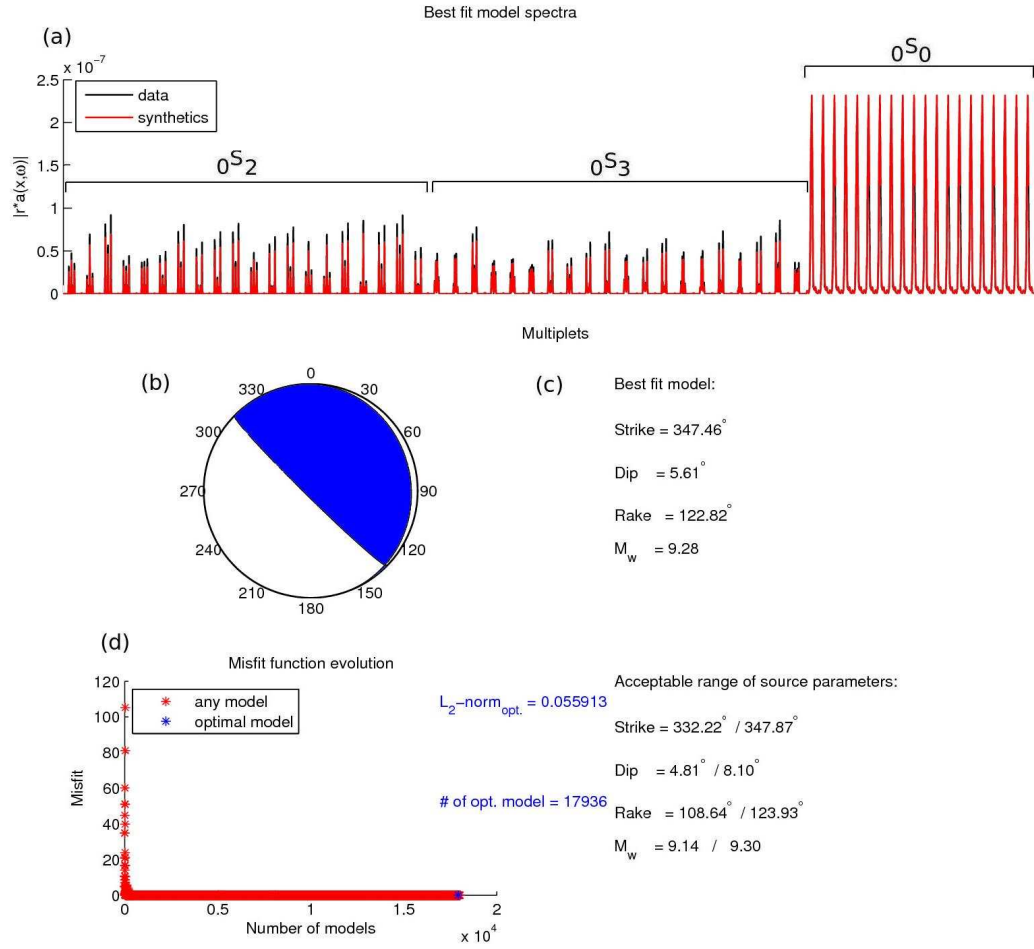 Best fit model spectra
(a)
x 10⁻⁷
0S0
2.5
2
1.5
1
0.5
0
|r*a(x,ω)|
data
synthetics
0S2
0S3
Multiplets
(b)
0
30
60
90
120
150
180
210
240
270
300
330
(c)
Best fit model:
Strike = 347.46°
Dip = 5.61°
Rake = 122.82°
Mw = 9.28
(d)
Misfit function evolution
120
100
80
60
40
20
0
Misfit
any model
optimal model
0
0.5
1
1.5
2
x 10⁴
Number of models
L2−norm opt. = 0.055913
# of opt. model = 17936
Acceptable range of source parameters:
Strike = 332.22° / 347.87°
Dip = 4.81° / 8.10°
Rake = 108.64° / 123.93°
Mw = 9.14 / 9.30